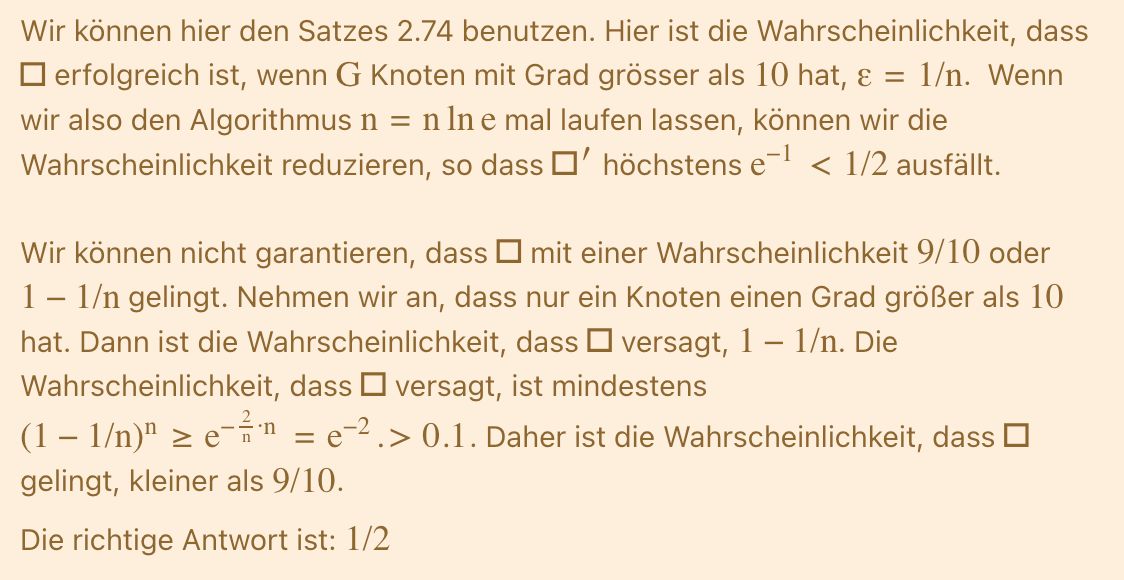 Wir können hier den Satzes 2.74 benutzen. Hier ist die Wahrscheinlichkeit, dass
□ erfolgreich ist, wenn G Knoten mit Grad grösser als 10 hat, ε = 1/n. Wenn
wir also den Algorithmus n = n ln e mal laufen lassen, können wir die
Wahrscheinlichkeit reduzieren, so dass □′ höchstens e⁻¹ < 1/2 ausfällt.
Wir können nicht garantieren, dass □ mit einer Wahrscheinlichkeit 9/10 oder
1 − 1/n gelingt. Nehmen wir an, dass nur ein Knoten einen Grad größer als 10
hat. Dann ist die Wahrscheinlichkeit, dass □ versagt, 1 − 1/n. Die
Wahrscheinlichkeit, dass □ versagt, ist mindestens
(1 − 1/n)ⁿ ≥ e^{−2/n·n} = e⁻² .> 0.1. Daher ist die Wahrscheinlichkeit, dass □
gelingt, kleiner als 9/10.
Die richtige Antwort ist: 1/2